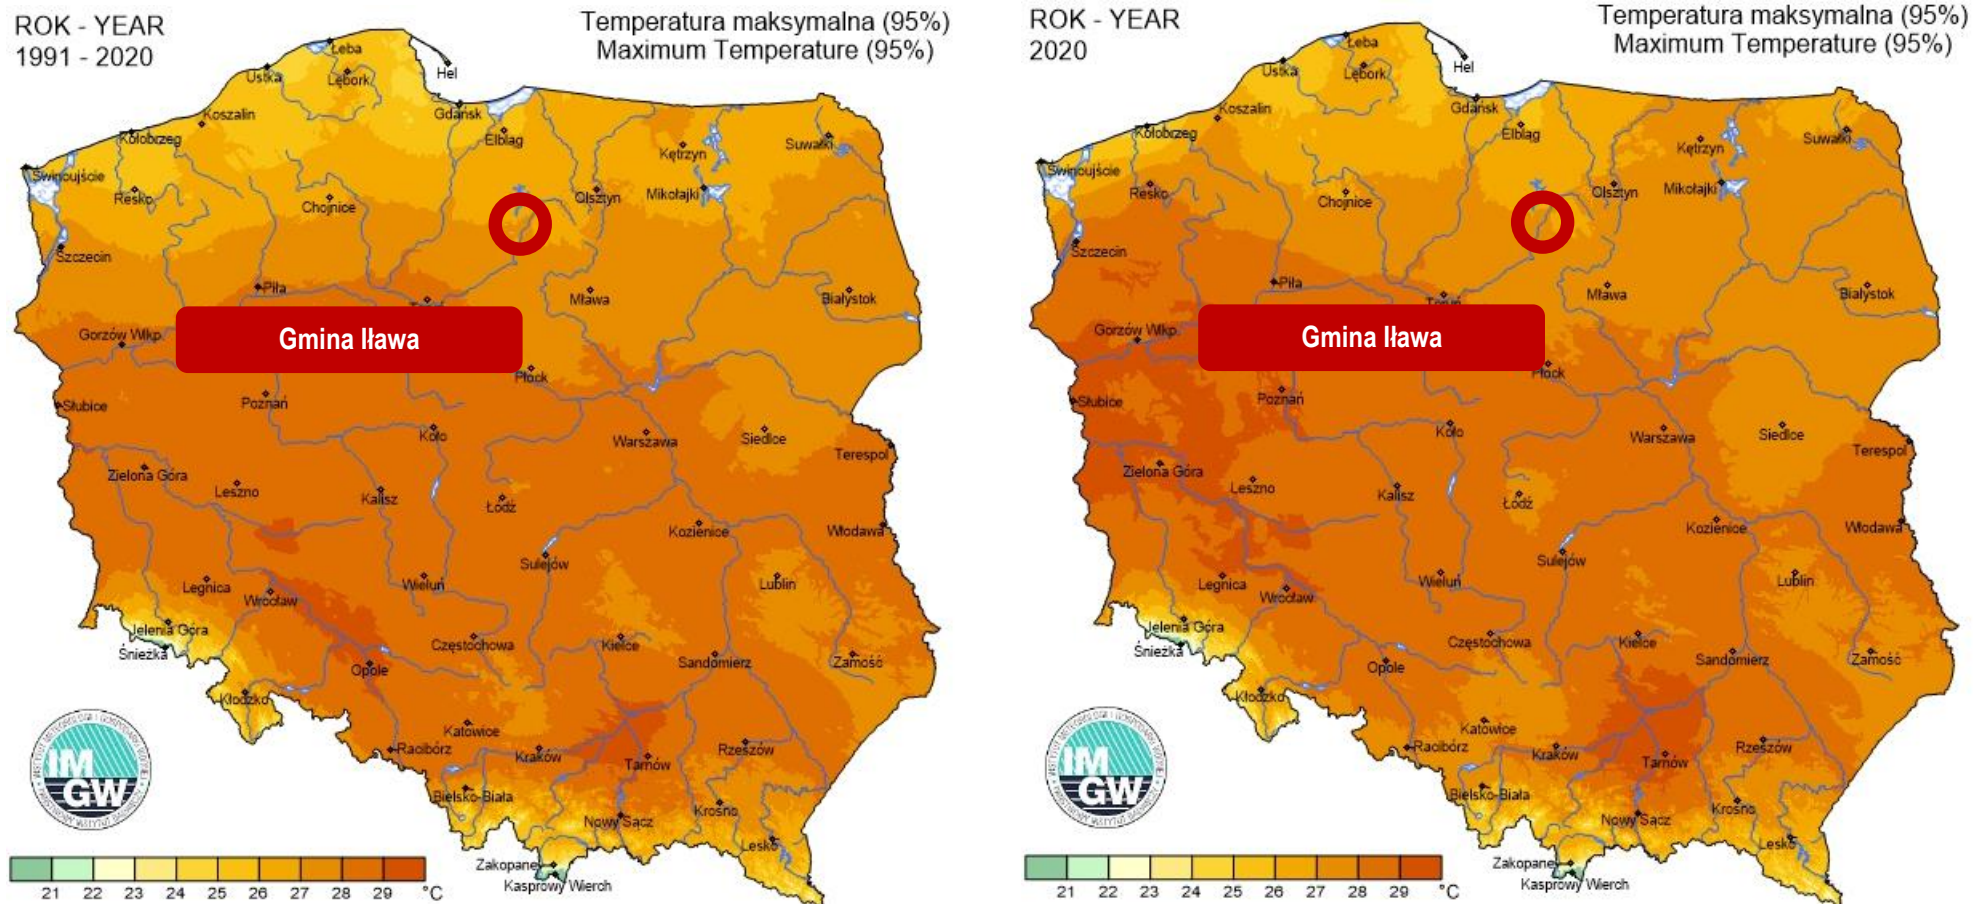 ROK - YEAR
1991 - 2020
Temperatura maksymalna (95%)
Maximum Temperature (95%)
Łeba
Hel
Ustka
Lębork
Gdańsk
Koszalin
Elbląg
Kołobrzeg
Suwałki
Kętrzyn
Świnoujście
Resko
Chojnice
Olsztyn
Mikołajki
Szczecin
Piła
Mława
Białystok
Gorzów Wlkp.
Gmina Iława
Płock
Słubice
Poznań
Koło
Warszawa
Siedlce
Terespol
Zielona Góra
Leszno
Kalisz
Łódź
Kozienice
Włodawa
Sulejów
Legnica
Wrocław
Wieluń
Lublin
Jelenia Góra
Śnieżka
Częstochowa
Kielce
Sandomierz
Zamość
Opole
Kłodzko
Katowice
Racibórz
Kraków
Tarnów
Rzeszów
Bielsko-Biała
Nowy Sącz
Krosno
Lesko
Zakopane
Kasprowy Wierch
IM
GW
21 22 23 24 25 26 27 28 29 °C
ROK - YEAR
2020
Temperatura maksymalna (95%)
Maximum Temperature (95%)
Łeba
Hel
Ustka
Lębork
Gdańsk
Koszalin
Elbląg
Kołobrzeg
Suwałki
Kętrzyn
Świnoujście
Resko
Chojnice
Olsztyn
Mikołajki
Szczecin
Piła
Toruń
Mława
Białystok
Gorzów Wlkp.
Gmina Iława
Płock
Słubice
Poznań
Koło
Warszawa
Siedlce
Terespol
Zielona Góra
Leszno
Kalisz
Łódź
Kozienice
Włodawa
Sulejów
Legnica
Wrocław
Wieluń
Lublin
Jelenia Góra
Śnieżka
Częstochowa
Kielce
Sandomierz
Zamość
Opole
Kłodzko
Katowice
Racibórz
Kraków
Tarnów
Rzeszów
Bielsko-Biała
Nowy Sącz
Krosno
Lesko
Zakopane
Kasprowy Wierch
IM
GW
21 22 23 24 25 26 27 28 29 °C